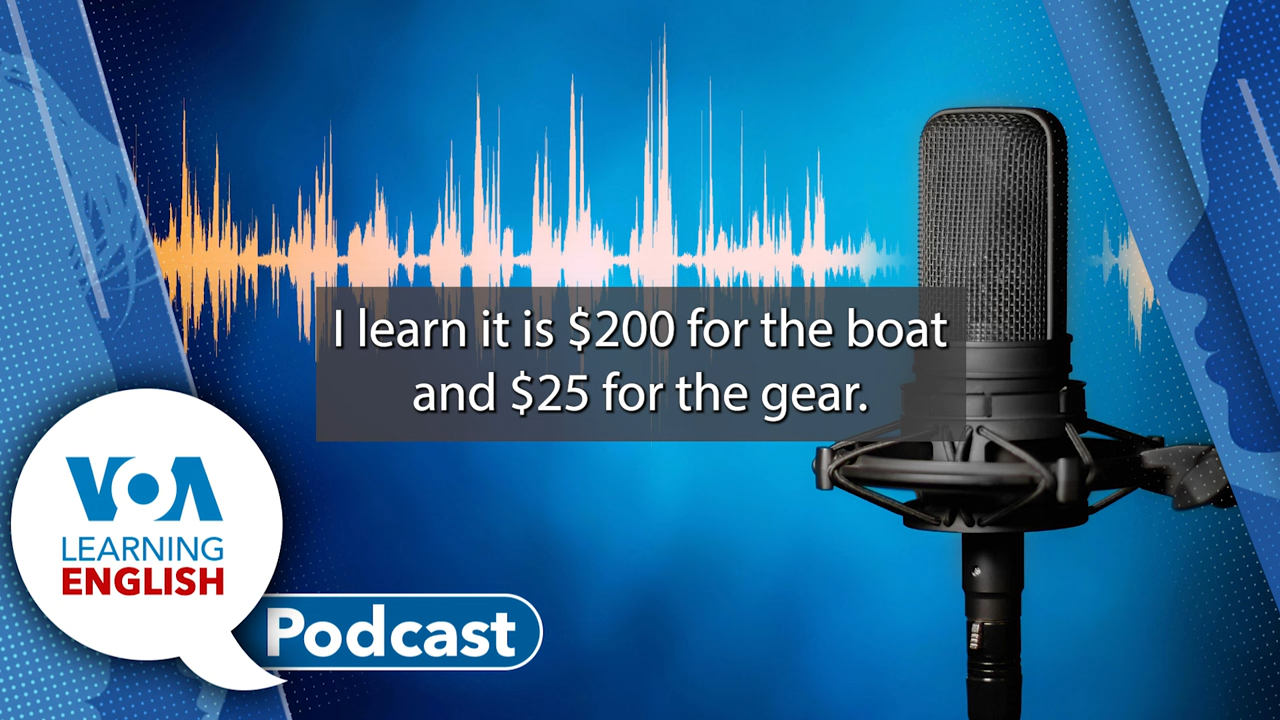 I learn it is $200 for the boat
and $25 for the gear.
VOA
LEARNING
ENGLISH
Podcast